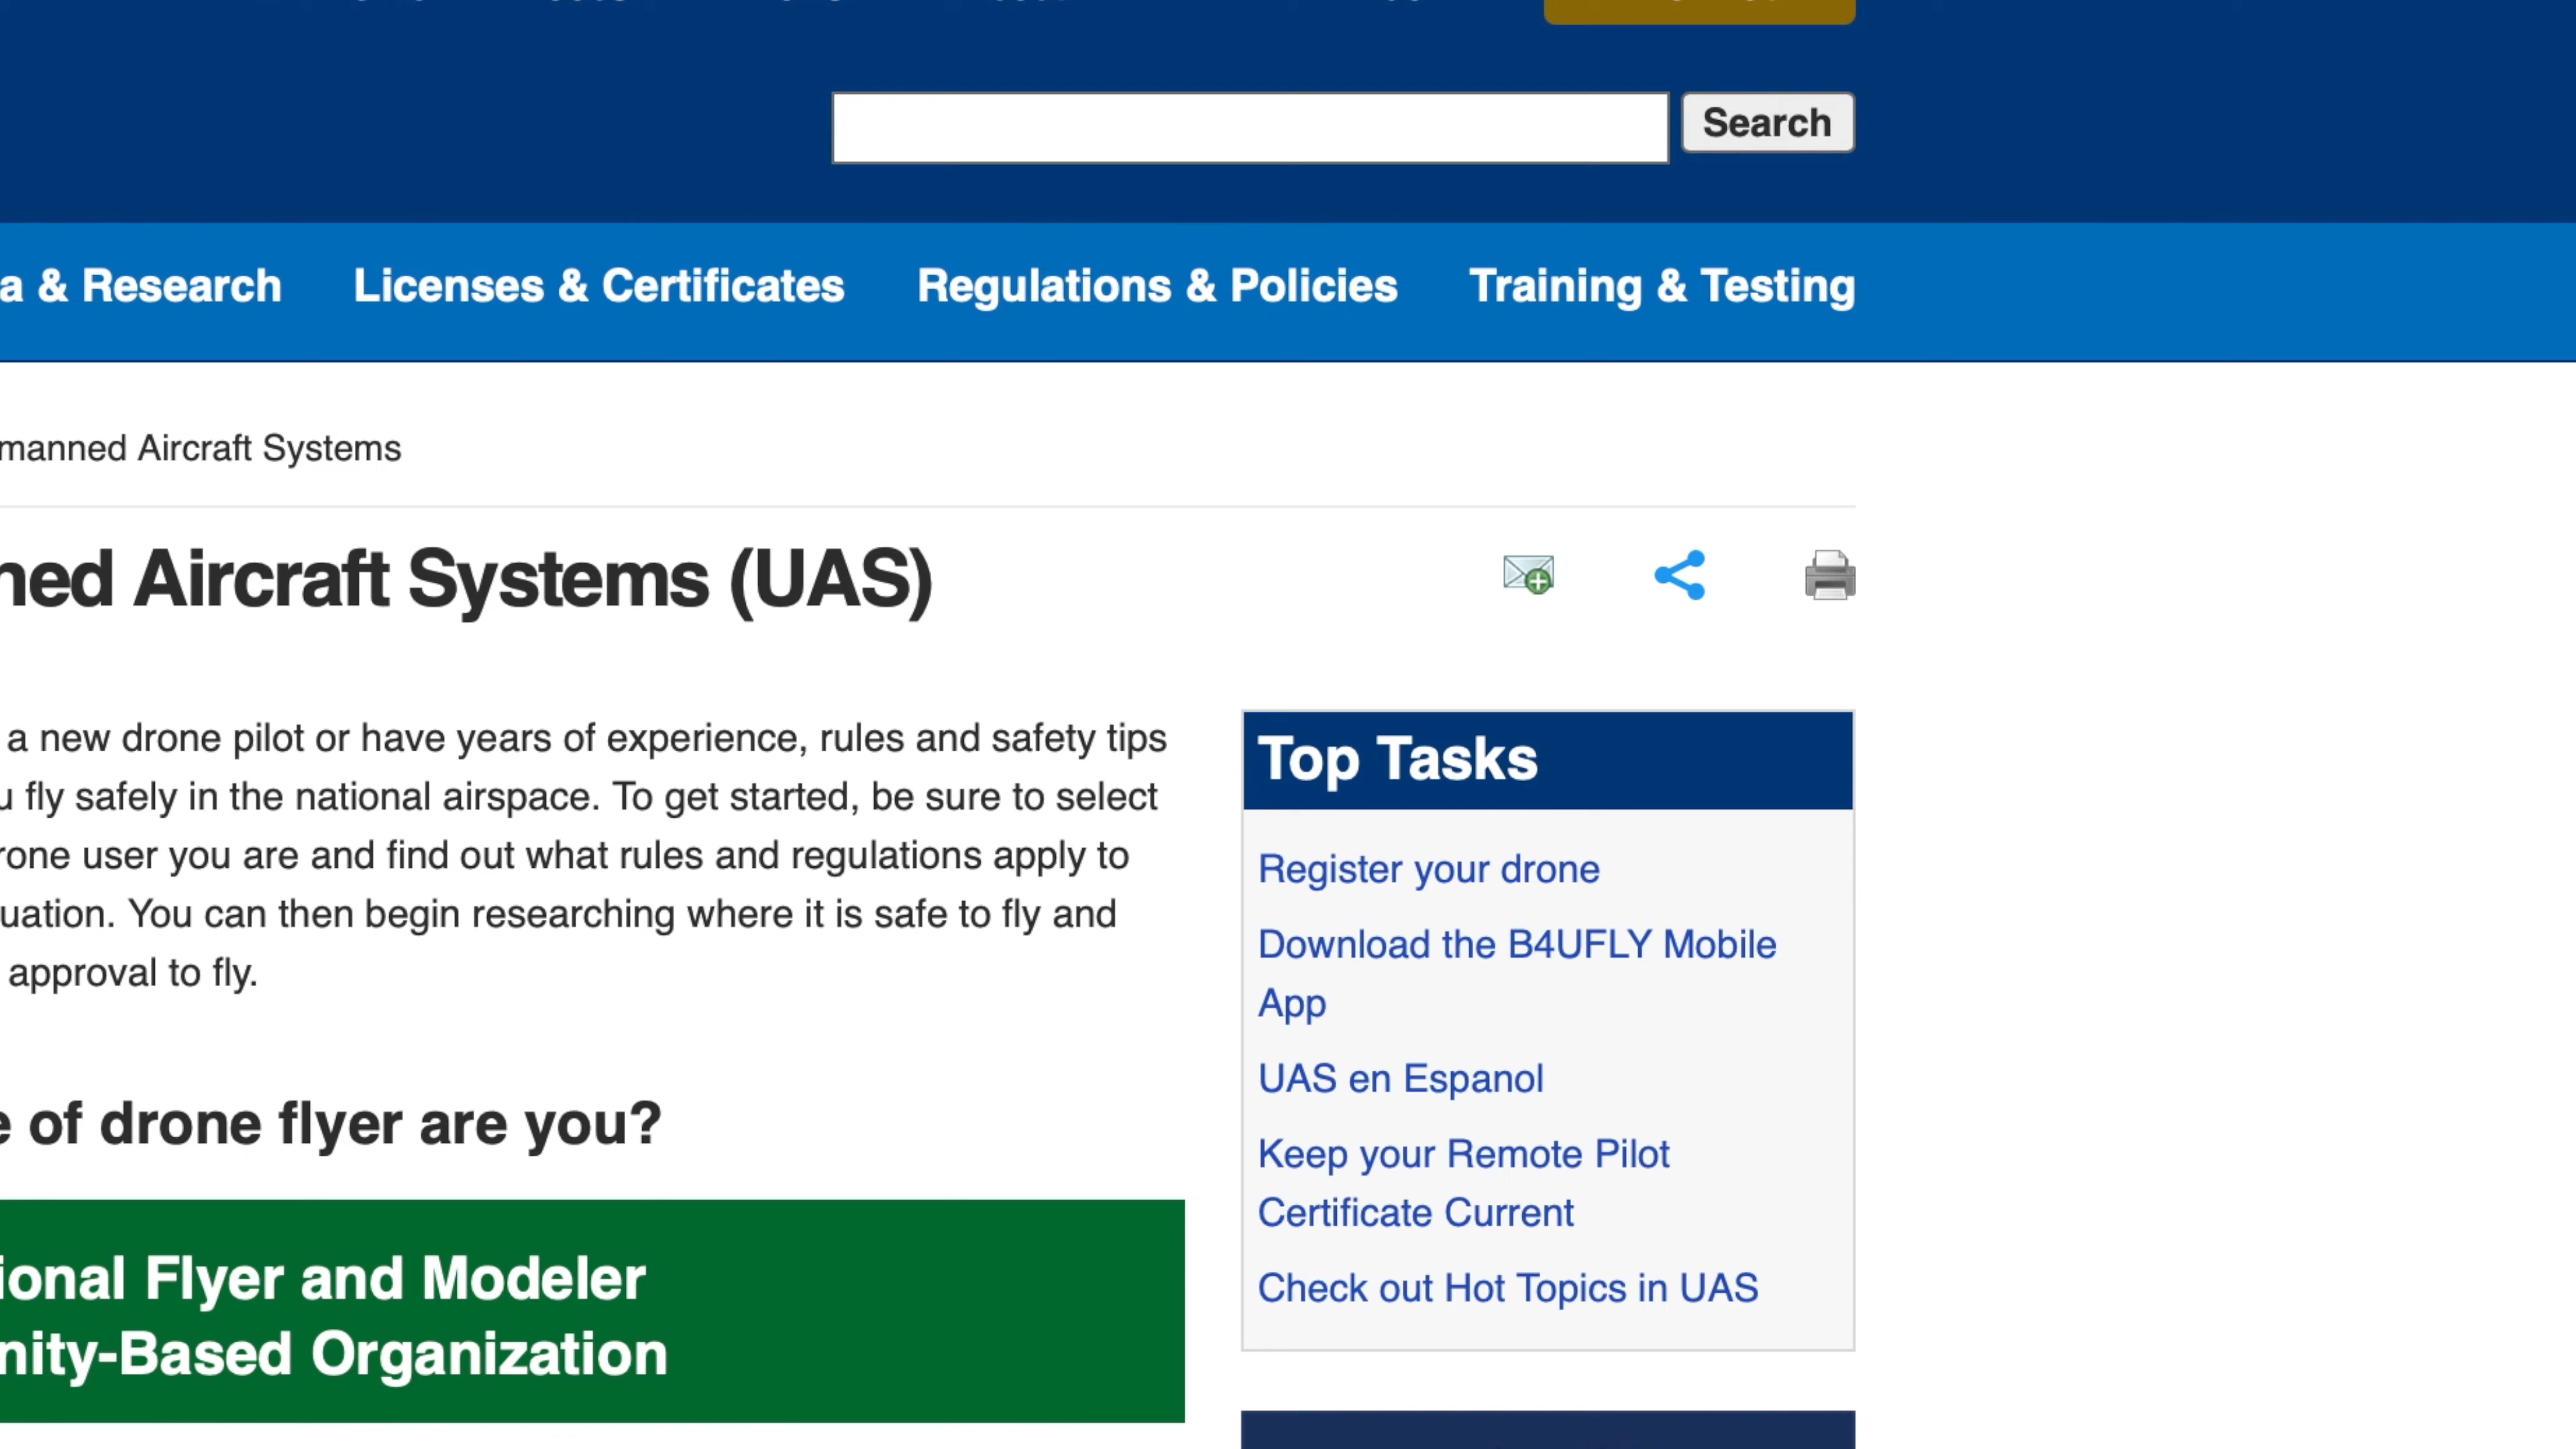 Search
a & Research Licenses & Certificates Regulations & Policies Training & Testing
manned Aircraft Systems
ned Aircraft Systems (UAS)
a new drone pilot or have years of experience, rules and safety tips
u fly safely in the national airspace. To get started, be sure to select
rone user you are and find out what rules and regulations apply to
uation. You can then begin researching where it is safe to fly and
approval to fly.
e of drone flyer are you?
ional Flyer and Modeler
nity-Based Organization
Top Tasks
Register your drone
Download the B4UFLY Mobile
App
UAS en Espanol
Keep your Remote Pilot
Certificate Current
Check out Hot Topics in UAS